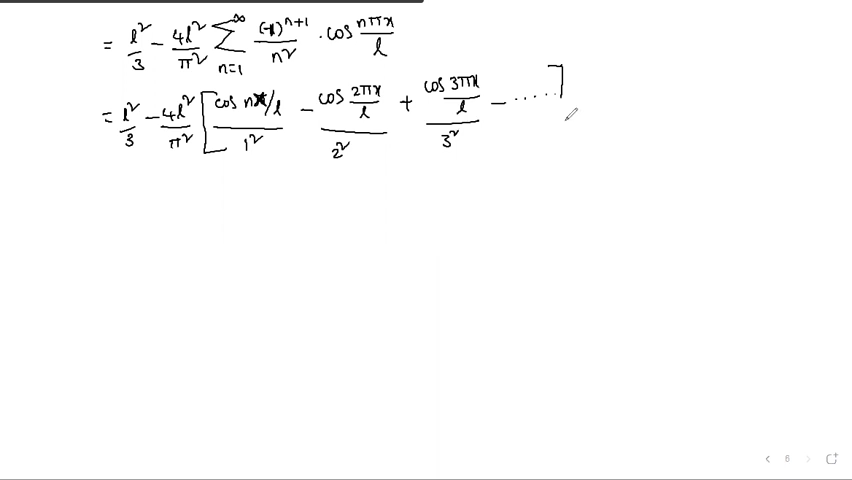 = l²/3 - 4l²/π² ∑_{n=1}^{∞} (-1)^{n+1}/n² · cos nπx/l
= l²/3 - 4l²/π² [ cos πx/l / 1² - cos 2πx/l / 2² + cos 3πx/l / 3² - ..... ]
6